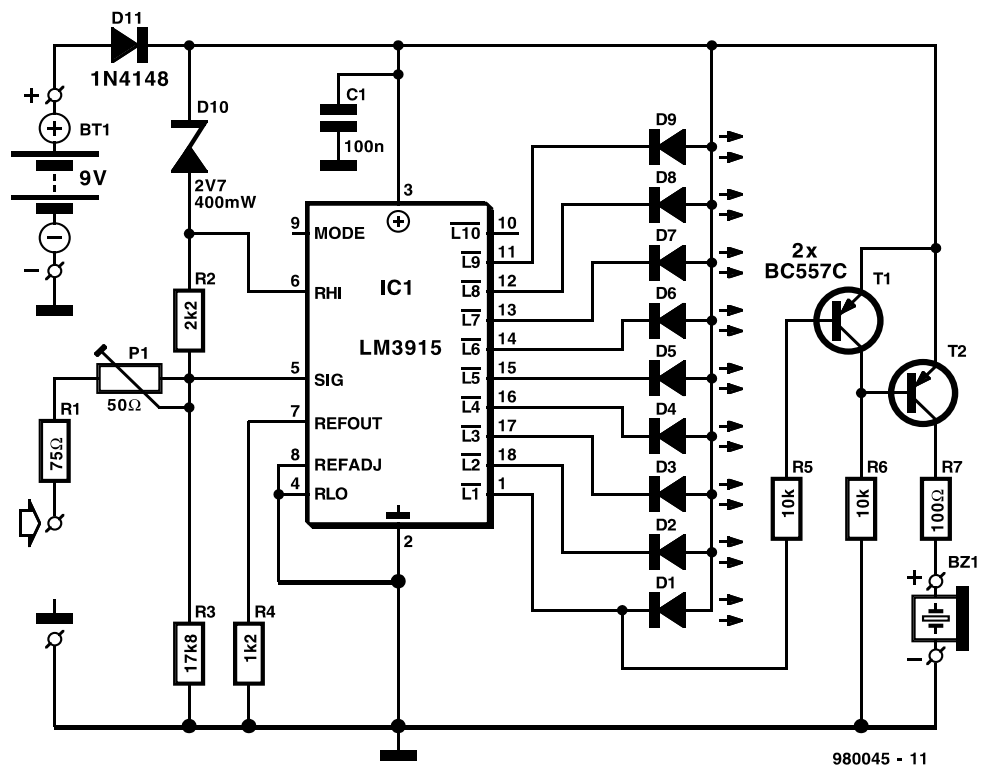 D11
1N4148
+
BT1
9V
−
D10
2V7
400mW
C1
100n
3
9
MODE
6
RHI
5
SIG
7
REFOUT
8
REFADJ
4
RLO
IC1
LM3915
2
L10
10
L9
11
L8
12
L7
13
L6
14
L5
15
L4
16
L3
17
L2
18
L1
1
D9
D8
D7
D6
D5
D4
D3
D2
D1
2x
BC557C
T1
T2
R2
2k2
P1
50Ω
R1
75Ω
R3
17k8
R4
1k2
R5
10k
R6
10k
R7
100Ω
BZ1
+
−
980045 - 11